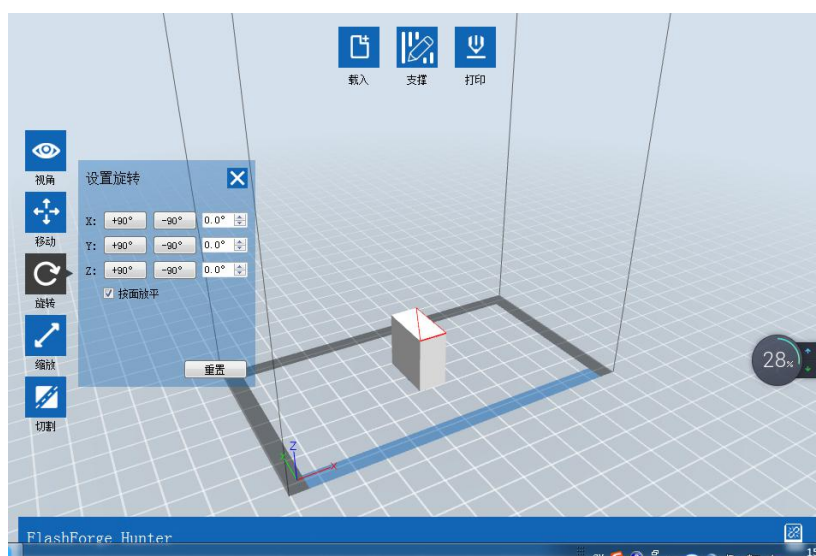 载入 支撑 打印
视角
设置旋转
移动
X: +90° -90° 0.0°
Y: +90° -90° 0.0°
Z: +90° -90° 0.0°
按面放平
旋转
缩放
重置
28%
切割
Z
X
FlashForge Hunter